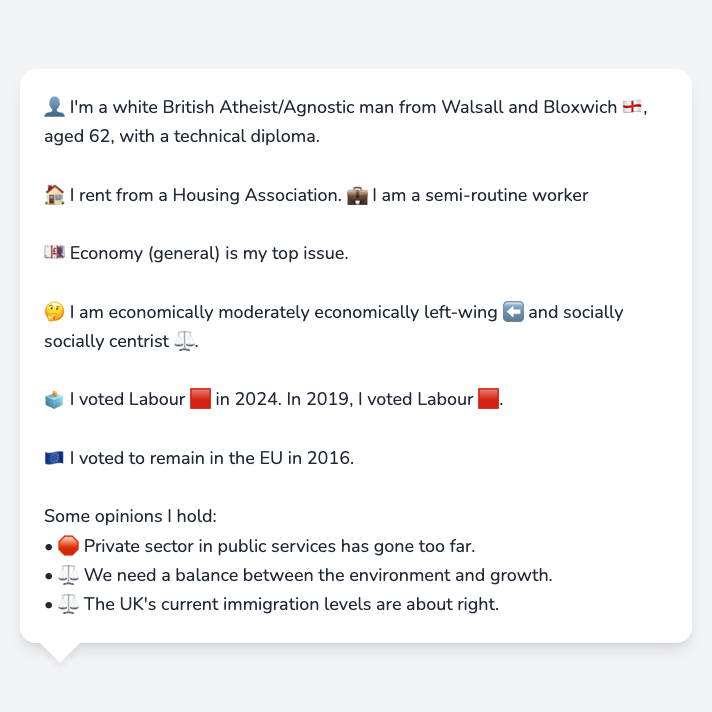 👤 I'm a white British Atheist/Agnostic man from Walsall and Bloxwich 🏴󠁧󠁢󠁥󠁮󠁧󠁿,
aged 62, with a technical diploma.
🏠 I rent from a Housing Association. 💼 I am a semi-routine worker
💷 Economy (general) is my top issue.
🤔 I am economically moderately economically left-wing ⬅️ and socially
socially centrist ⚖️.
🗳️ I voted Labour 🟥 in 2024. In 2019, I voted Labour 🟥.
🇪🇺 I voted to remain in the EU in 2016.
Some opinions I hold:
• 🛑 Private sector in public services has gone too far.
• ⚖️ We need a balance between the environment and growth.
• ⚖️ The UK's current immigration levels are about right.